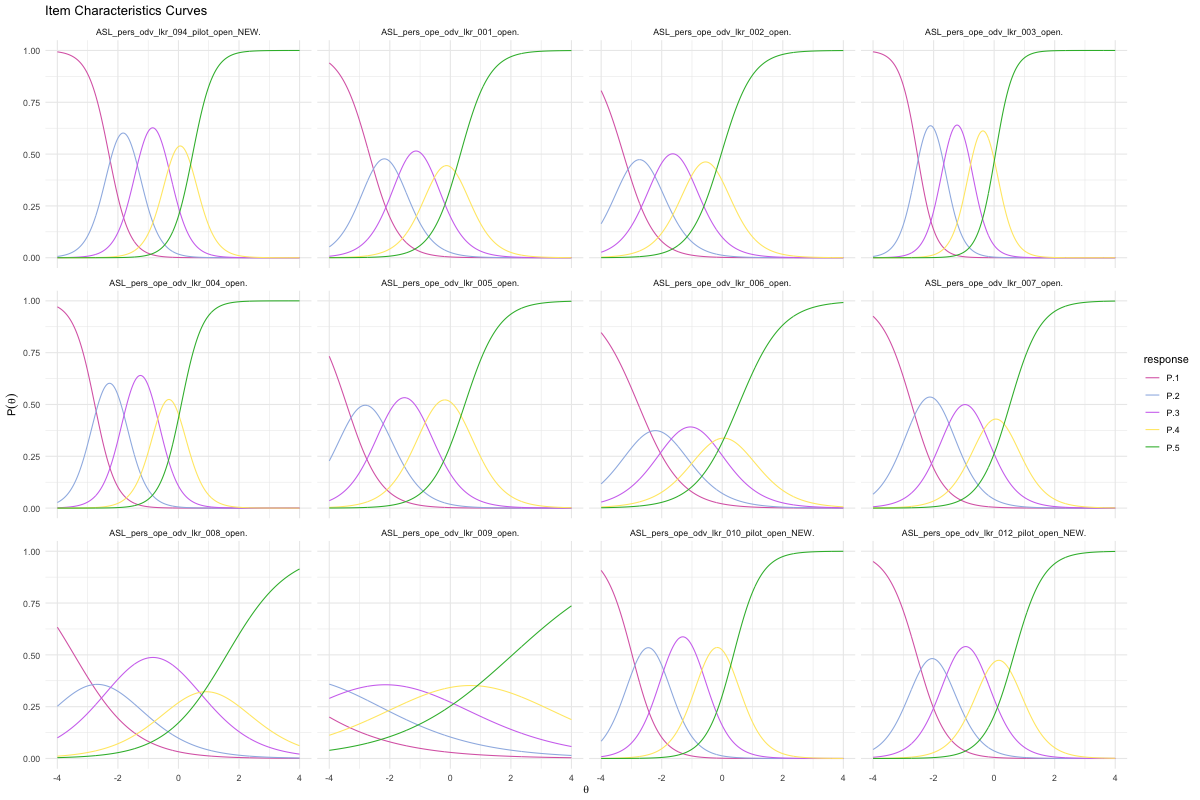 Item Characteristics Curves
ASL_pers_odv_lkr_094_pilot_open_NEW.
ASL_pers_ope_odv_lkr_001_open.
ASL_pers_ope_odv_lkr_002_open.
ASL_pers_ope_odv_lkr_003_open.
1.00
0.75
0.50
0.25
0.00
ASL_pers_ope_odv_lkr_004_open.
ASL_pers_ope_odv_lkr_005_open.
ASL_pers_ope_odv_lkr_006_open.
ASL_pers_ope_odv_lkr_007_open.
1.00
0.75
0.50
0.25
0.00
P(θ)
ASL_pers_ope_odv_lkr_008_open.
ASL_pers_ope_odv_lkr_009_open.
ASL_pers_ope_odv_lkr_010_pilot_open_NEW.
ASL_pers_ope_odv_lkr_012_pilot_open_NEW.
1.00
0.75
0.50
0.25
0.00
-4 -2 0 2 4
-4 -2 0 2 4
-4 -2 0 2 4
-4 -2 0 2 4
θ
response
P.1
P.2
P.3
P.4
P.5